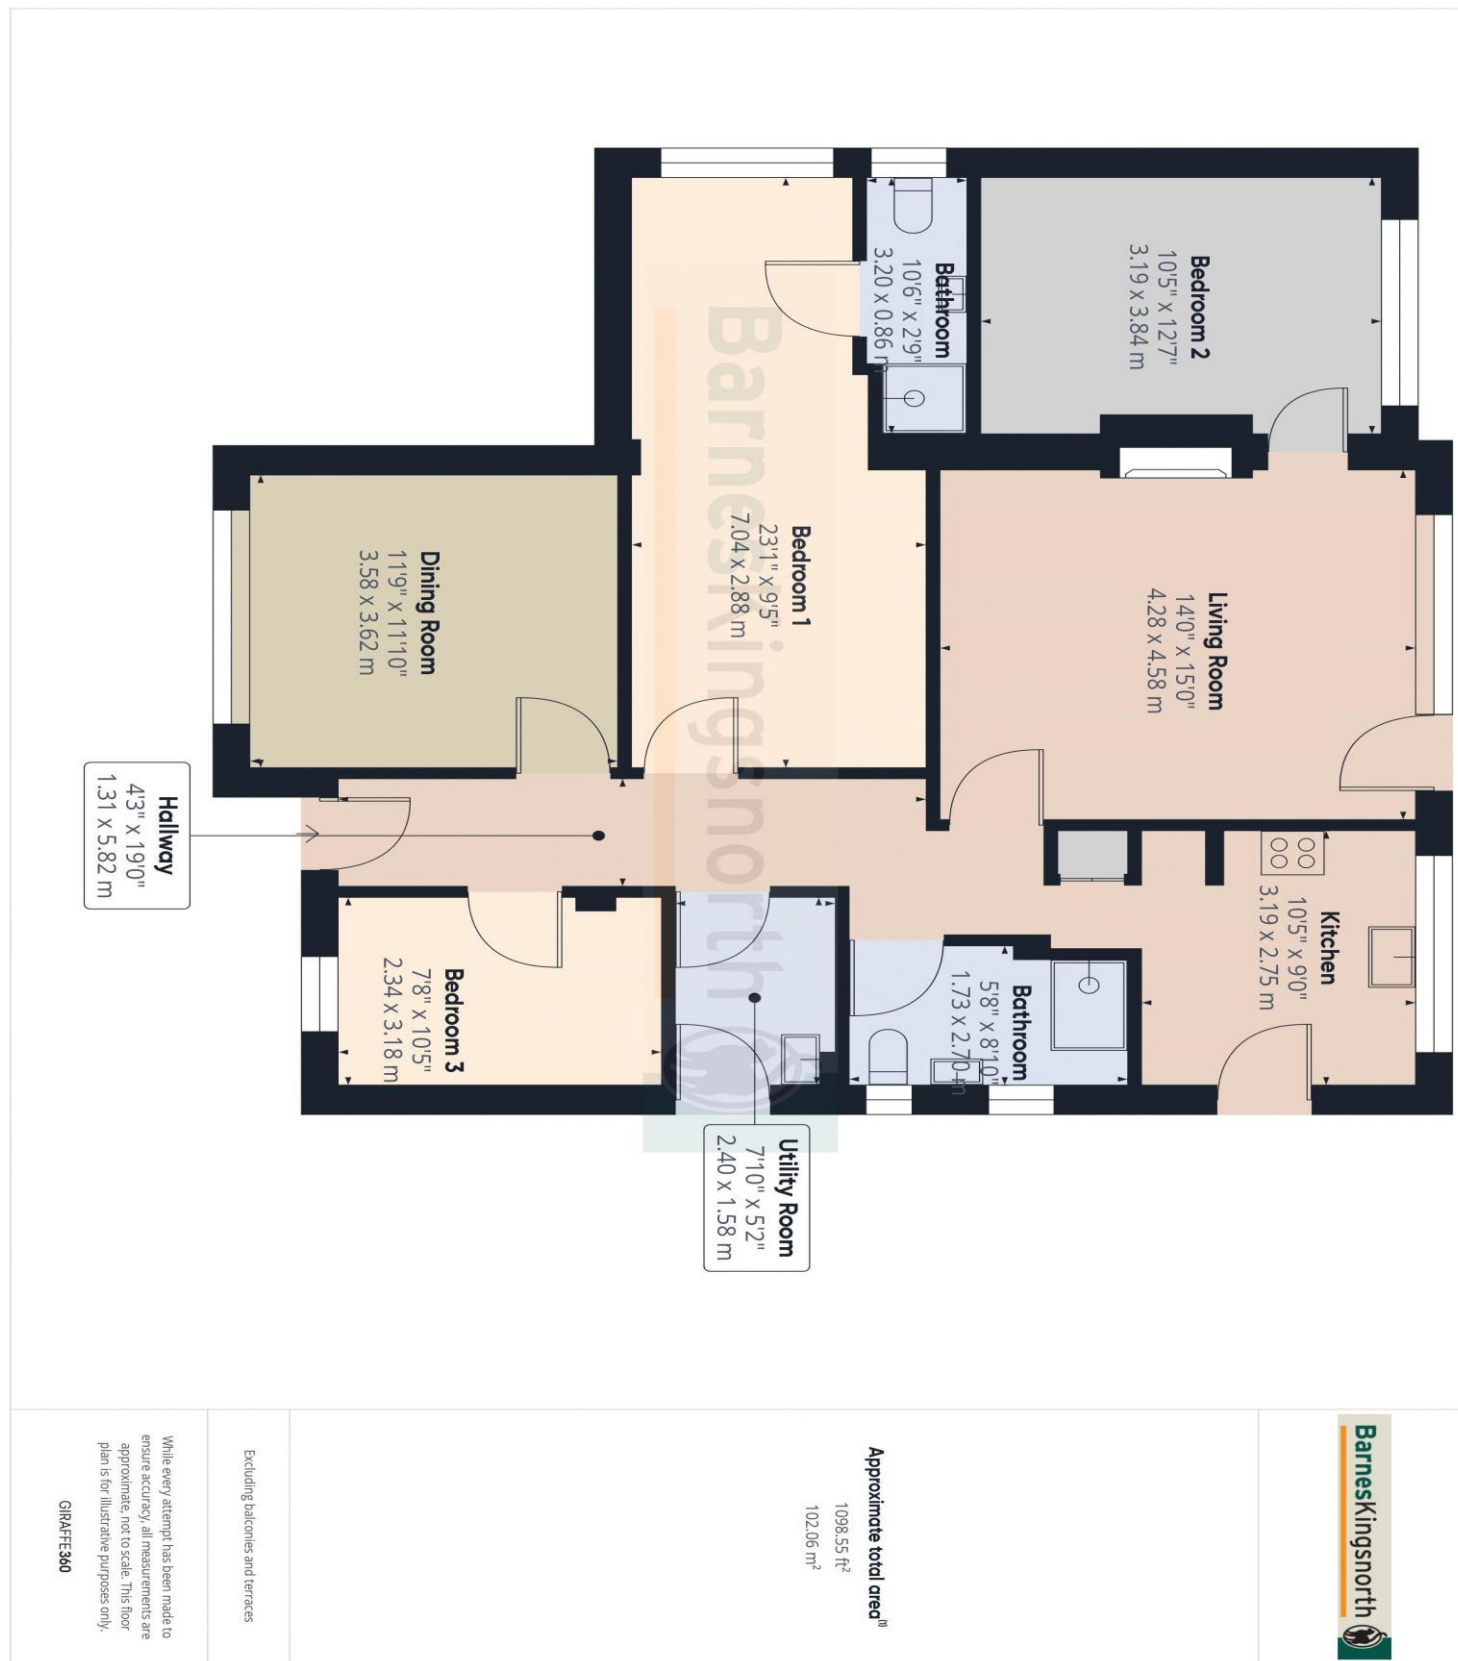 Bedroom 2
10'5" x 12'7"
3.19 x 3.84 m
Bathroom
10'6" x 2'9"
3.20 x 0.86 m
Living Room
14'0" x 15'0"
4.28 x 4.58 m
Bedroom 1
23'1" x 9'5"
7.04 x 2.88 m
Dining Room
11'9" x 11'10"
3.58 x 3.62 m
Kitchen
10'5" x 9'0"
3.19 x 2.75 m
Bathroom
5'8" x 8'10"
1.73 x 2.70 m
Bedroom 3
7'8" x 10'5"
2.34 x 3.18 m
Hallway
4'3" x 19'0"
1.31 x 5.82 m
Utility Room
7'10" x 5'2"
2.40 x 1.58 m
BarnesKingsnorth
BarnesKingsnorth
Approximate total area⁽¹⁾
1098.55 ft²
102.06 m²
Excluding balconies and terraces
While every attempt has been made to
ensure accuracy, all measurements are
approximate, not to scale. This floor
plan is for illustrative purposes only.
GIRAFFE360